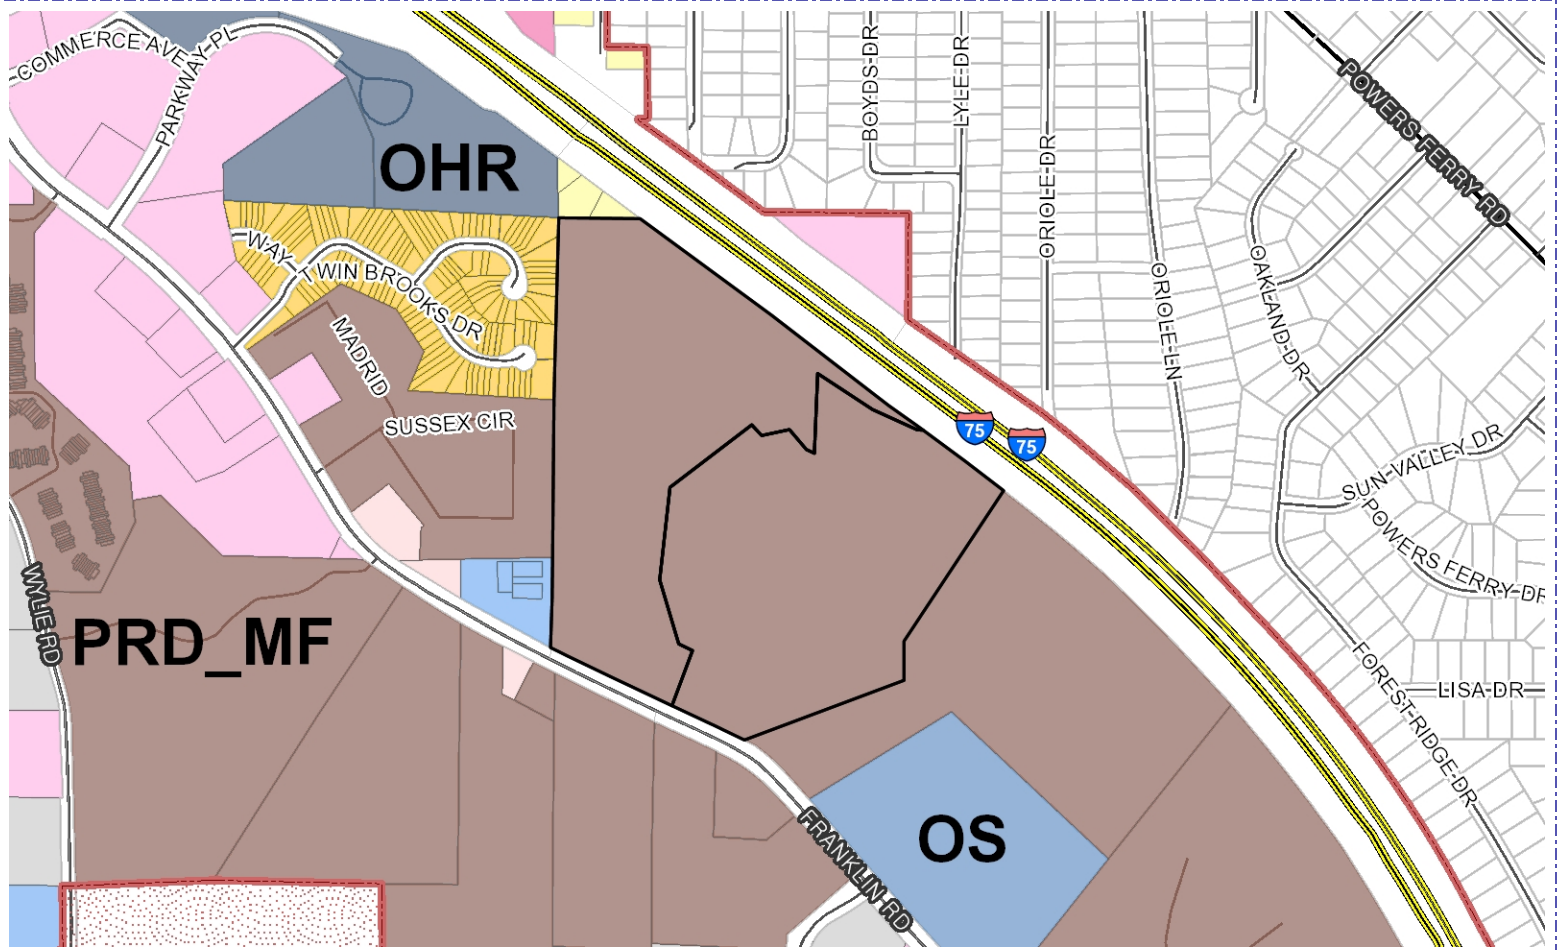 COMMERCE AVE
PARKWAY PL
BOYDS DR
LYLE DR
ORIOLE DR
POWERS FERRY RD
OHR
WAY
TWIN BROOKS DR
OAKLAND DR
ORIOLE LN
MADRID
SUSSEX CIR
75
75
SUN VALLEY DR
POWERS FERRY DR
WYLIE RD
PRD_MF
FOREST RIDGE DR
LISA DR
OS
FRANKLIN RD